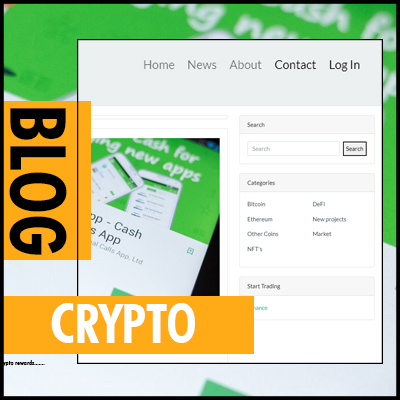 Home News About Contact Log In
BLOG
Cash for
new apps
Search
Search Search
Categories
Bitcoin DeFi
Ethereum New projects
Other Coins Market
NFT's
- Cash
App
Calls App, Ltd
Start Trading
CRYPTO
rewards......